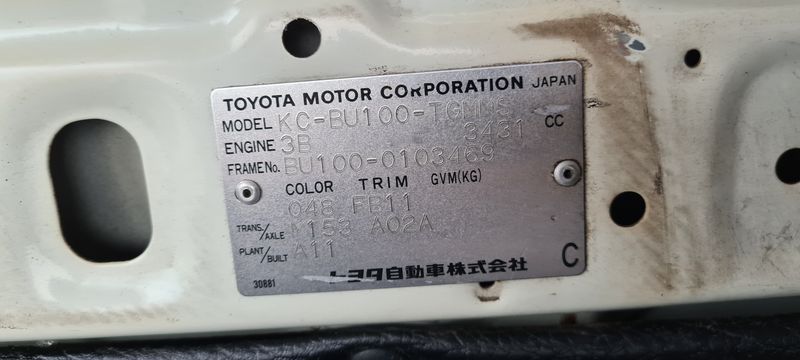 TOYOTA MOTOR CORPORATION JAPAN
MODEL KC-BU100-TGMMS
ENGINE 3B 3431 CC
FRAME No. BU100-0103469
COLOR TRIM GVM(KG)
048 FB11
TRANS./AXLE M153 A02A
PLANT/BUILT A11
30881 トヨタ自動車株式会社 C